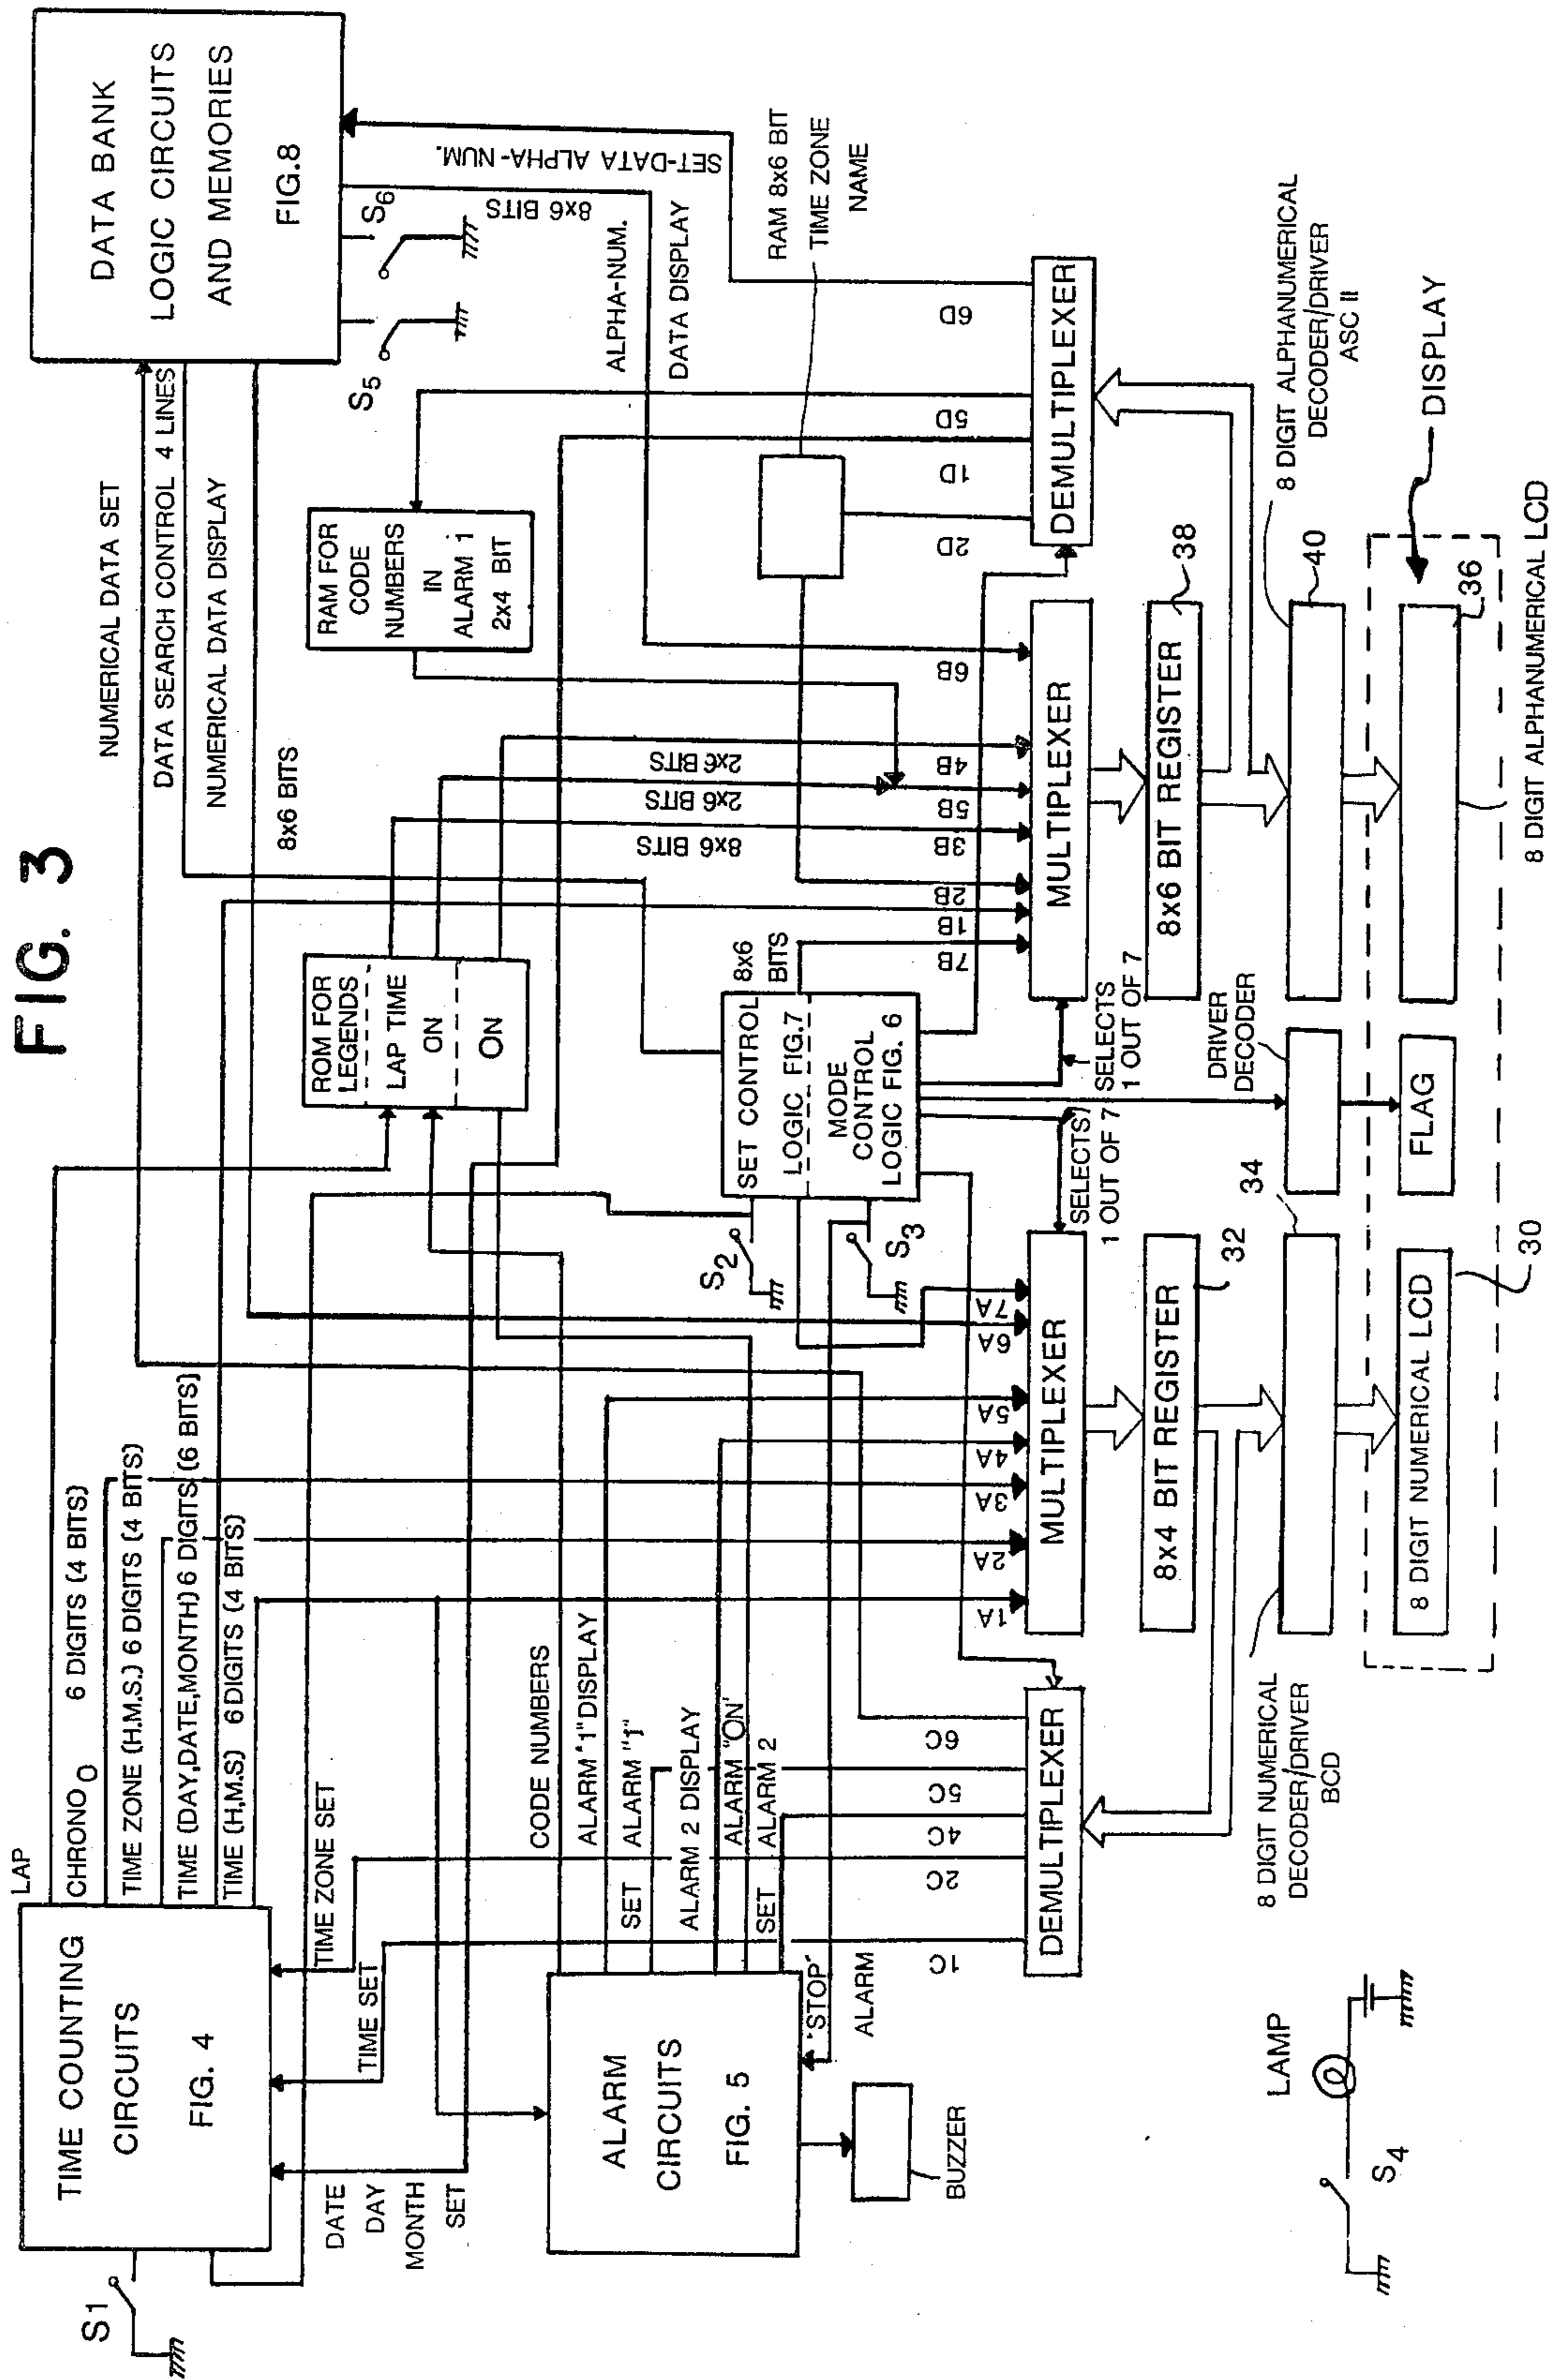 FIG. 3
TIME COUNTING
CIRCUITS
FIG. 4
S1
LAP
CHRONO 0
6 DIGITS (4 BITS)
TIME ZONE (H.M.S.) 6 DIGITS (4 BITS)
TIME (DAY,DATE,MONTH) 6 DIGITS (6 BITS)
TIME (H,M.S) 6 DIGITS (4 BITS)
TIME ZONE SET
TIME SET
DATE
DAY
MONTH
SET
ALARM
CIRCUITS
FIG. 5
BUZZER
CODE NUMBERS
ALARM "1" DISPLAY
SET ALARM "1"
ALARM 2 DISPLAY
ALARM "ON"
SET ALARM 2
"STOP"
ALARM
ROM FOR
LEGENDS
LAP TIME
ON
ON
NUMERICAL DATA SET
DATA SEARCH CONTROL 4 LINES
NUMERICAL DATA DISPLAY
8x6 BITS
DATA BANK
LOGIC CIRCUITS
AND MEMORIES
FIG.8
S5
S6
8x6 BITS
SET-DATA ALPHA-NUM.
ALPHA-NUM.
DATA DISPLAY
RAM FOR
CODE
NUMBERS
IN
ALARM 1
2x4 BIT
RAM 8x6 BIT
TIME ZONE
NAME
8x6 BITS
2x6 BITS
2x6 BITS
SET CONTROL
LOGIC FIG.7
MODE
CONTROL
LOGIC FIG. 6
8x6
BITS
S2
S3
1C
2C
4C
5C
6C
1A
2A
3A
4A
5A
6A
7A
7B
1B
2B
3B
5B
4B
6B
2D
1D
5D
6D
DEMULTIPLEXER
MULTIPLEXER
SELECTS
1 OUT OF 7
SELECTS
1 OUT OF 7
MULTIPLEXER
DEMULTIPLEXER
8x4 BIT REGISTER
32
8x6 BIT REGISTER
38
8 DIGIT NUMERICAL
DECODER/DRIVER
BCD
34
DRIVER
DECODER
40
8 DIGIT ALPHANUMERICAL
DECODER/DRIVER
ASC II
8 DIGIT NUMERICAL LCD
30
FLAG
36
DISPLAY
8 DIGIT ALPHANUMERICAL LCD
LAMP
S4